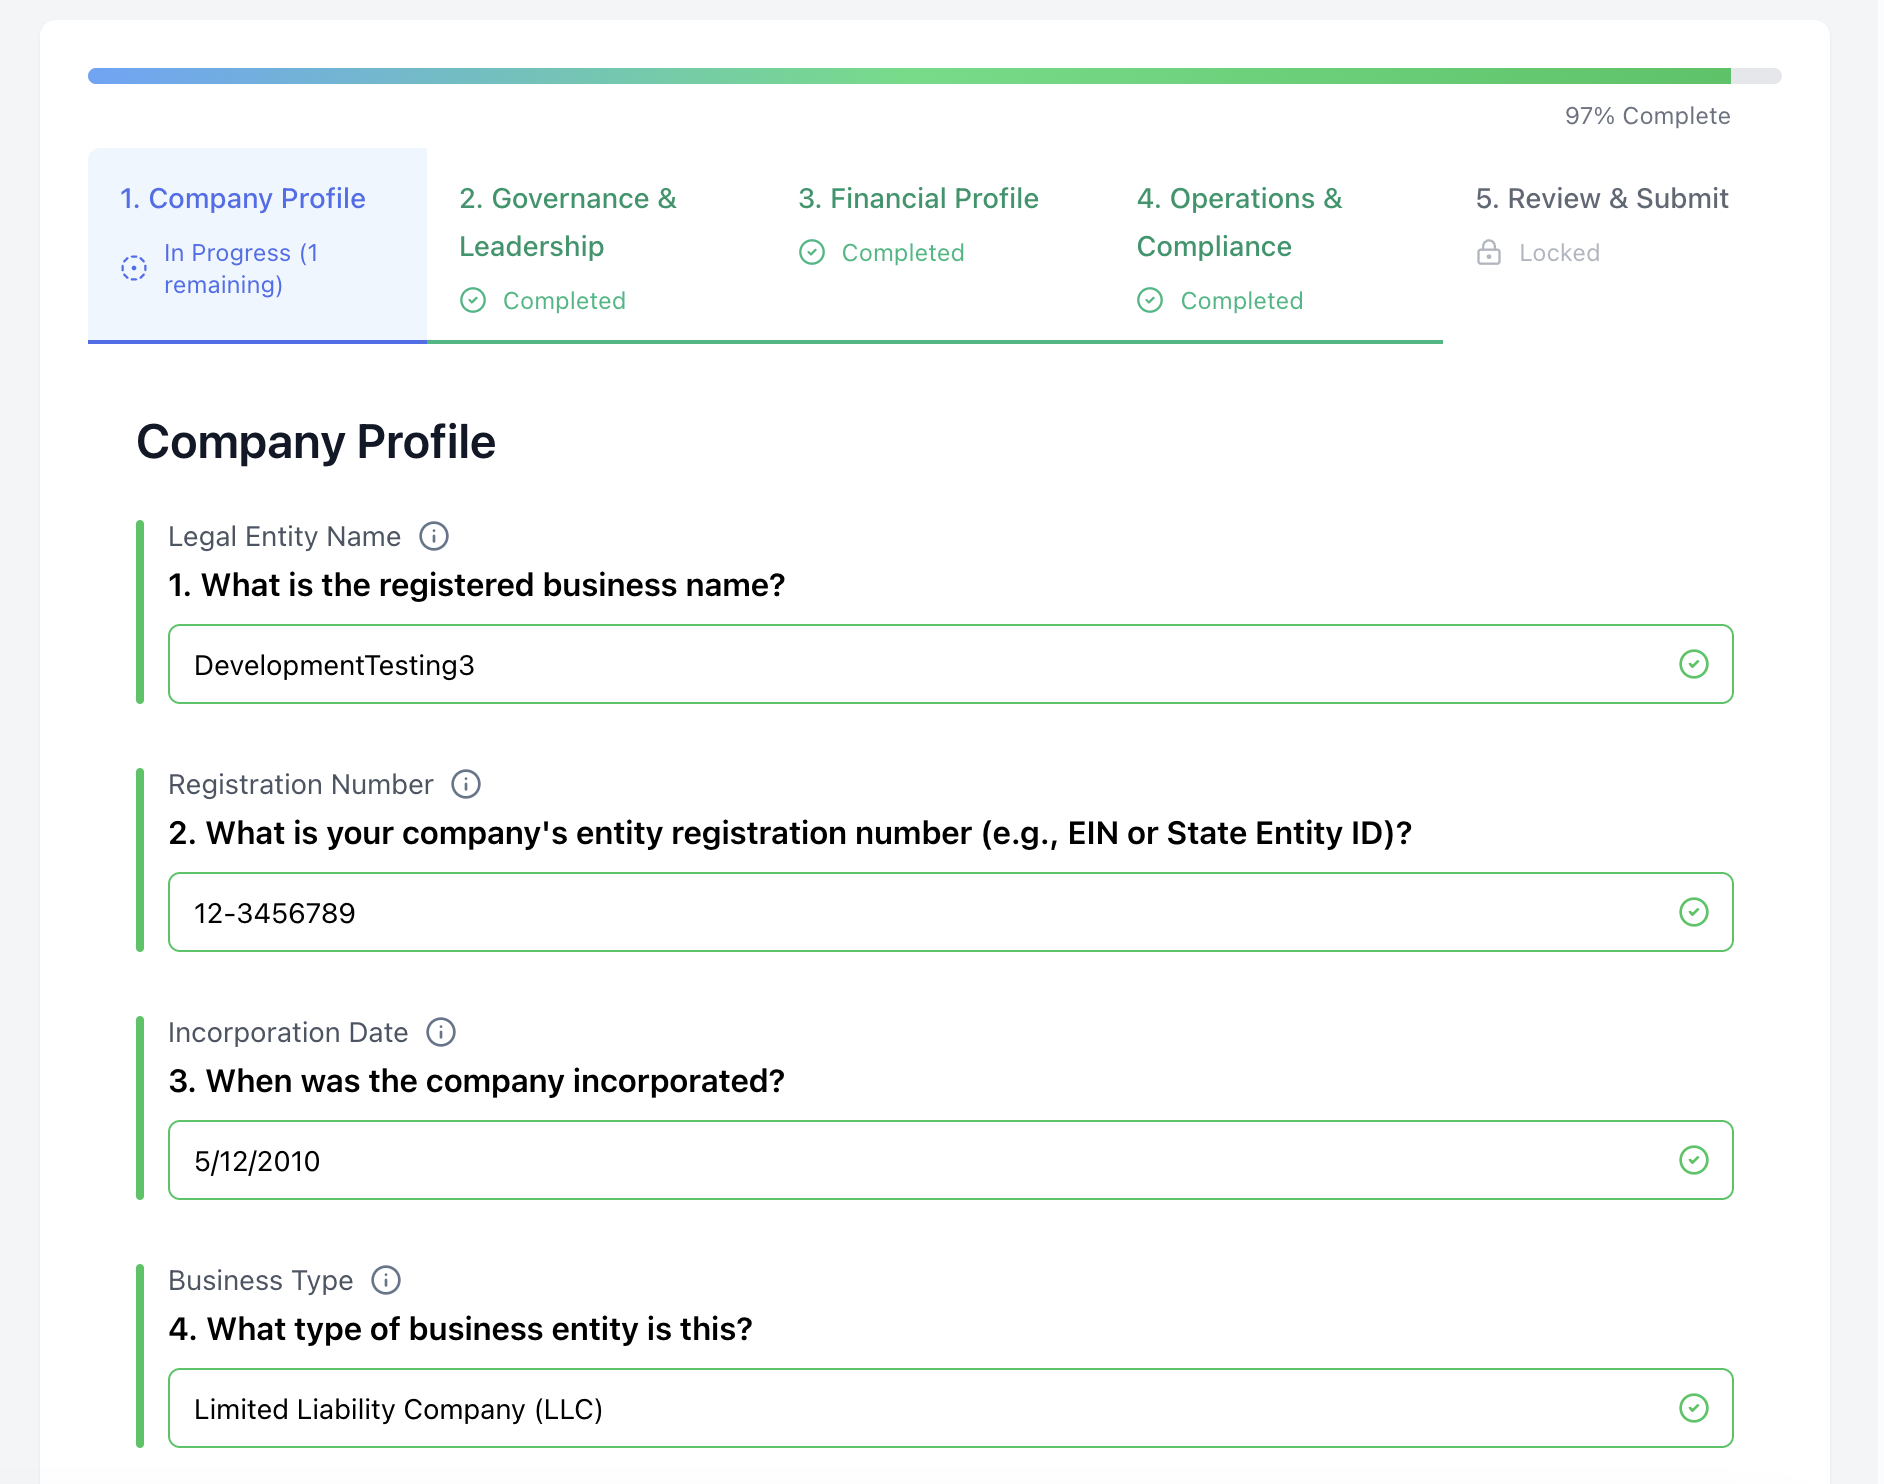 97% Complete
1. Company Profile
In Progress (1
remaining)
2. Governance &
Leadership
Completed
3. Financial Profile
Completed
4. Operations &
Compliance
Completed
5. Review & Submit
Locked
Company Profile
Legal Entity Name
1. What is the registered business name?
DevelopmentTesting3
Registration Number
2. What is your company's entity registration number (e.g., EIN or State Entity ID)?
12-3456789
Incorporation Date
3. When was the company incorporated?
5/12/2010
Business Type
4. What type of business entity is this?
Limited Liability Company (LLC)